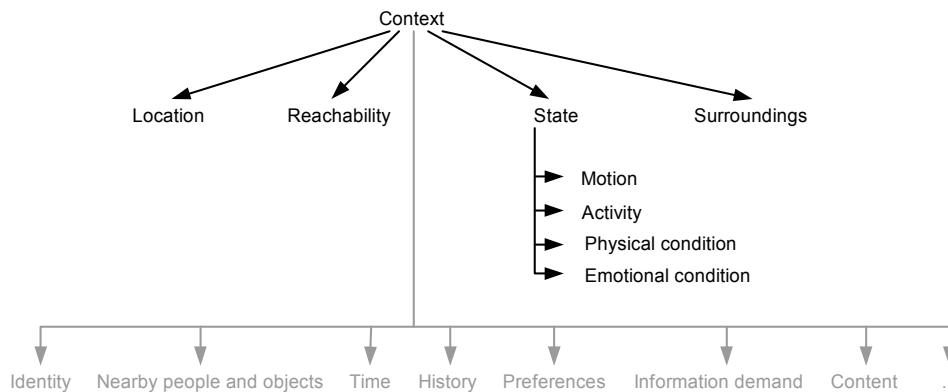 Context
Location Reachability State Surroundings
Motion
Activity
Physical condition
Emotional condition
Identity Nearby people and objects Time History Preferences Information demand Content .